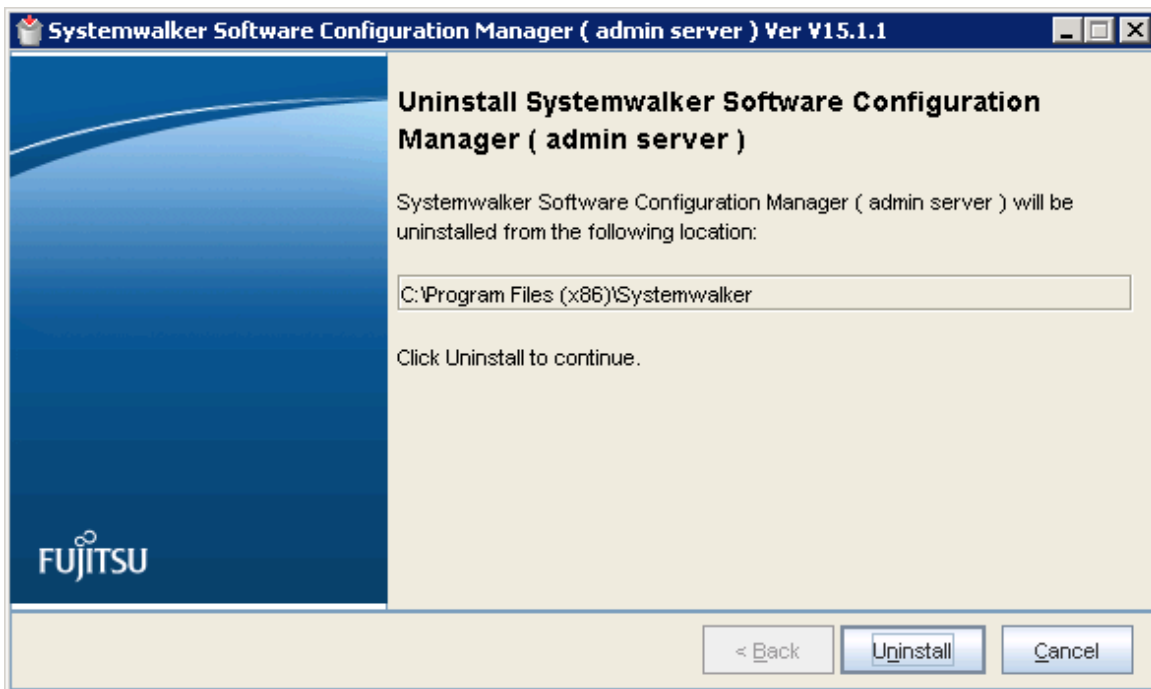 Systemwalker Software Configuration Manager ( admin server ) Ver V15.1.1
Uninstall Systemwalker Software Configuration
Manager ( admin server )
Systemwalker Software Configuration Manager ( admin server ) will be
uninstalled from the following location:
C:\Program Files (x86)\Systemwalker
Click Uninstall to continue.
FUJITSU
< Back
Uninstall
Cancel